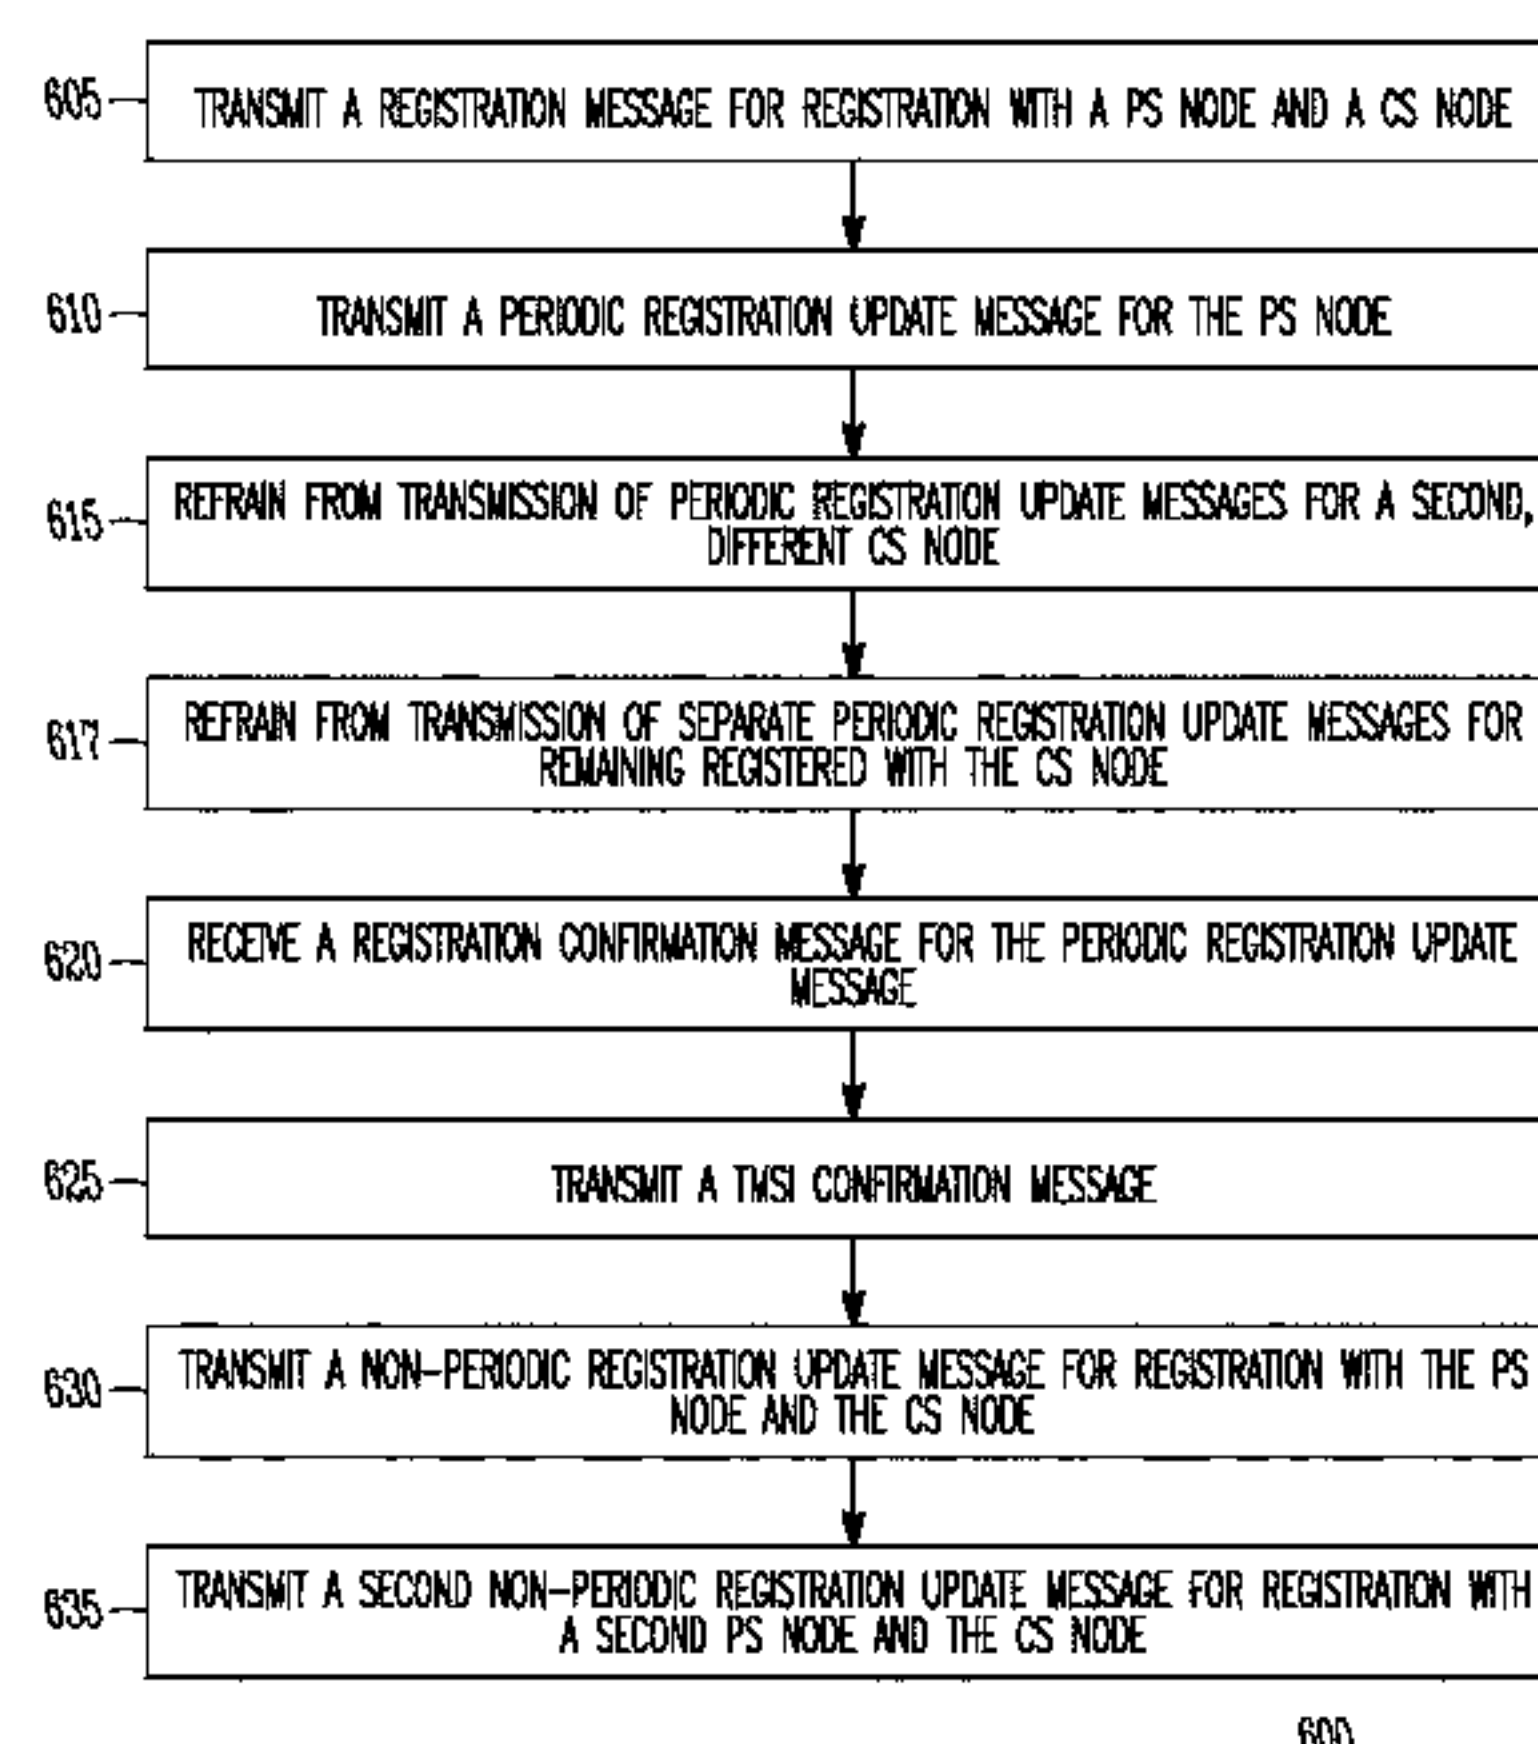 605 TRANSMIT A REGISTRATION MESSAGE FOR REGISTRATION WITH A PS NODE AND A CS NODE
610 TRANSMIT A PERIODIC REGISTRATION UPDATE MESSAGE FOR THE PS NODE
615 REFRAIN FROM TRANSMISSION OF PERIODIC REGISTRATION UPDATE MESSAGES FOR A SECOND,
DIFFERENT CS NODE
617 REFRAIN FROM TRANSMISSION OF SEPARATE PERIODIC REGISTRATION UPDATE MESSAGES FOR
REMAINING REGISTERED WITH THE CS NODE
620 RECEIVE A REGISTRATION CONFIRMATION MESSAGE FOR THE PERIODIC REGISTRATION UPDATE
MESSAGE
625 TRANSMIT A TMSI CONFIRMATION MESSAGE
630 TRANSMIT A NON-PERIODIC REGISTRATION UPDATE MESSAGE FOR REGISTRATION WITH THE PS
NODE AND THE CS NODE
635 TRANSMIT A SECOND NON-PERIODIC REGISTRATION UPDATE MESSAGE FOR REGISTRATION WITH
A SECOND PS NODE AND THE CS NODE
600